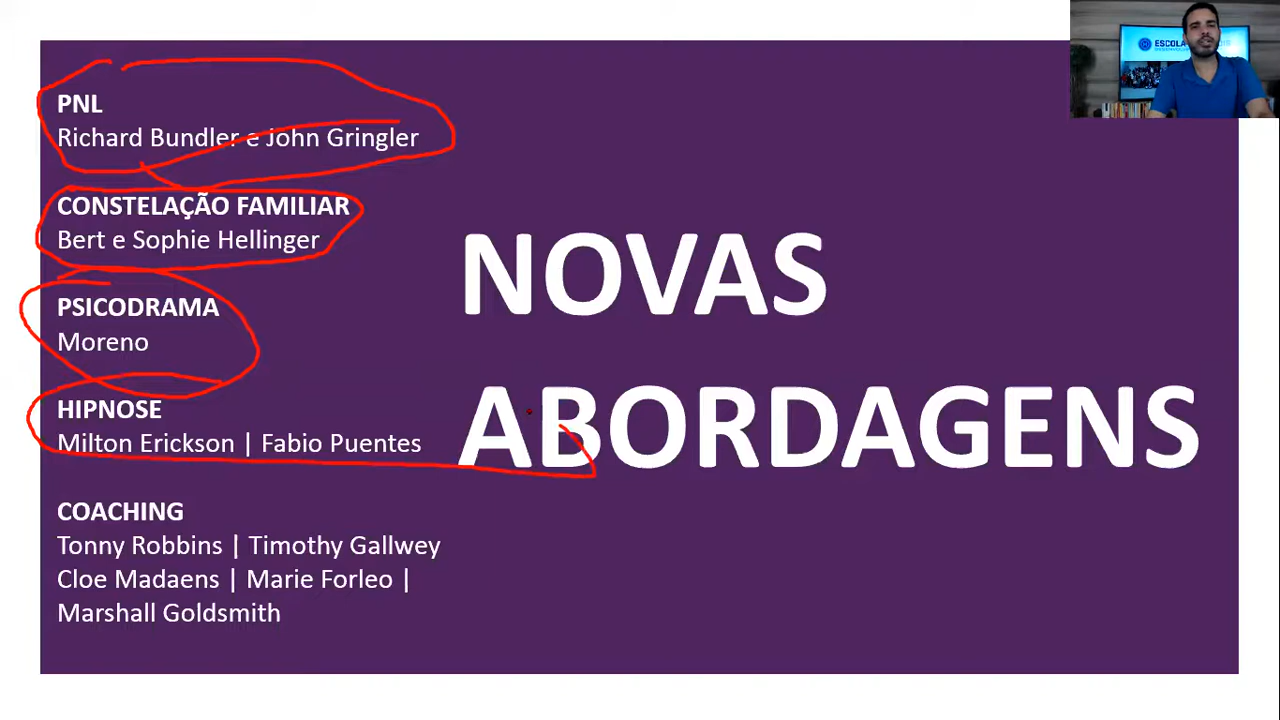 PNL
Richard Bundler e John Gringler
CONSTELAÇÃO FAMILIAR
Bert e Sophie Hellinger
PSICODRAMA
Moreno
HIPNOSE
Milton Erickson | Fabio Puentes
COACHING
Tonny Robbins | Timothy Gallwey
Cloe Madaens | Marie Forleo |
Marshall Goldsmith
NOVAS
ABORDAGENS
ESCOLA